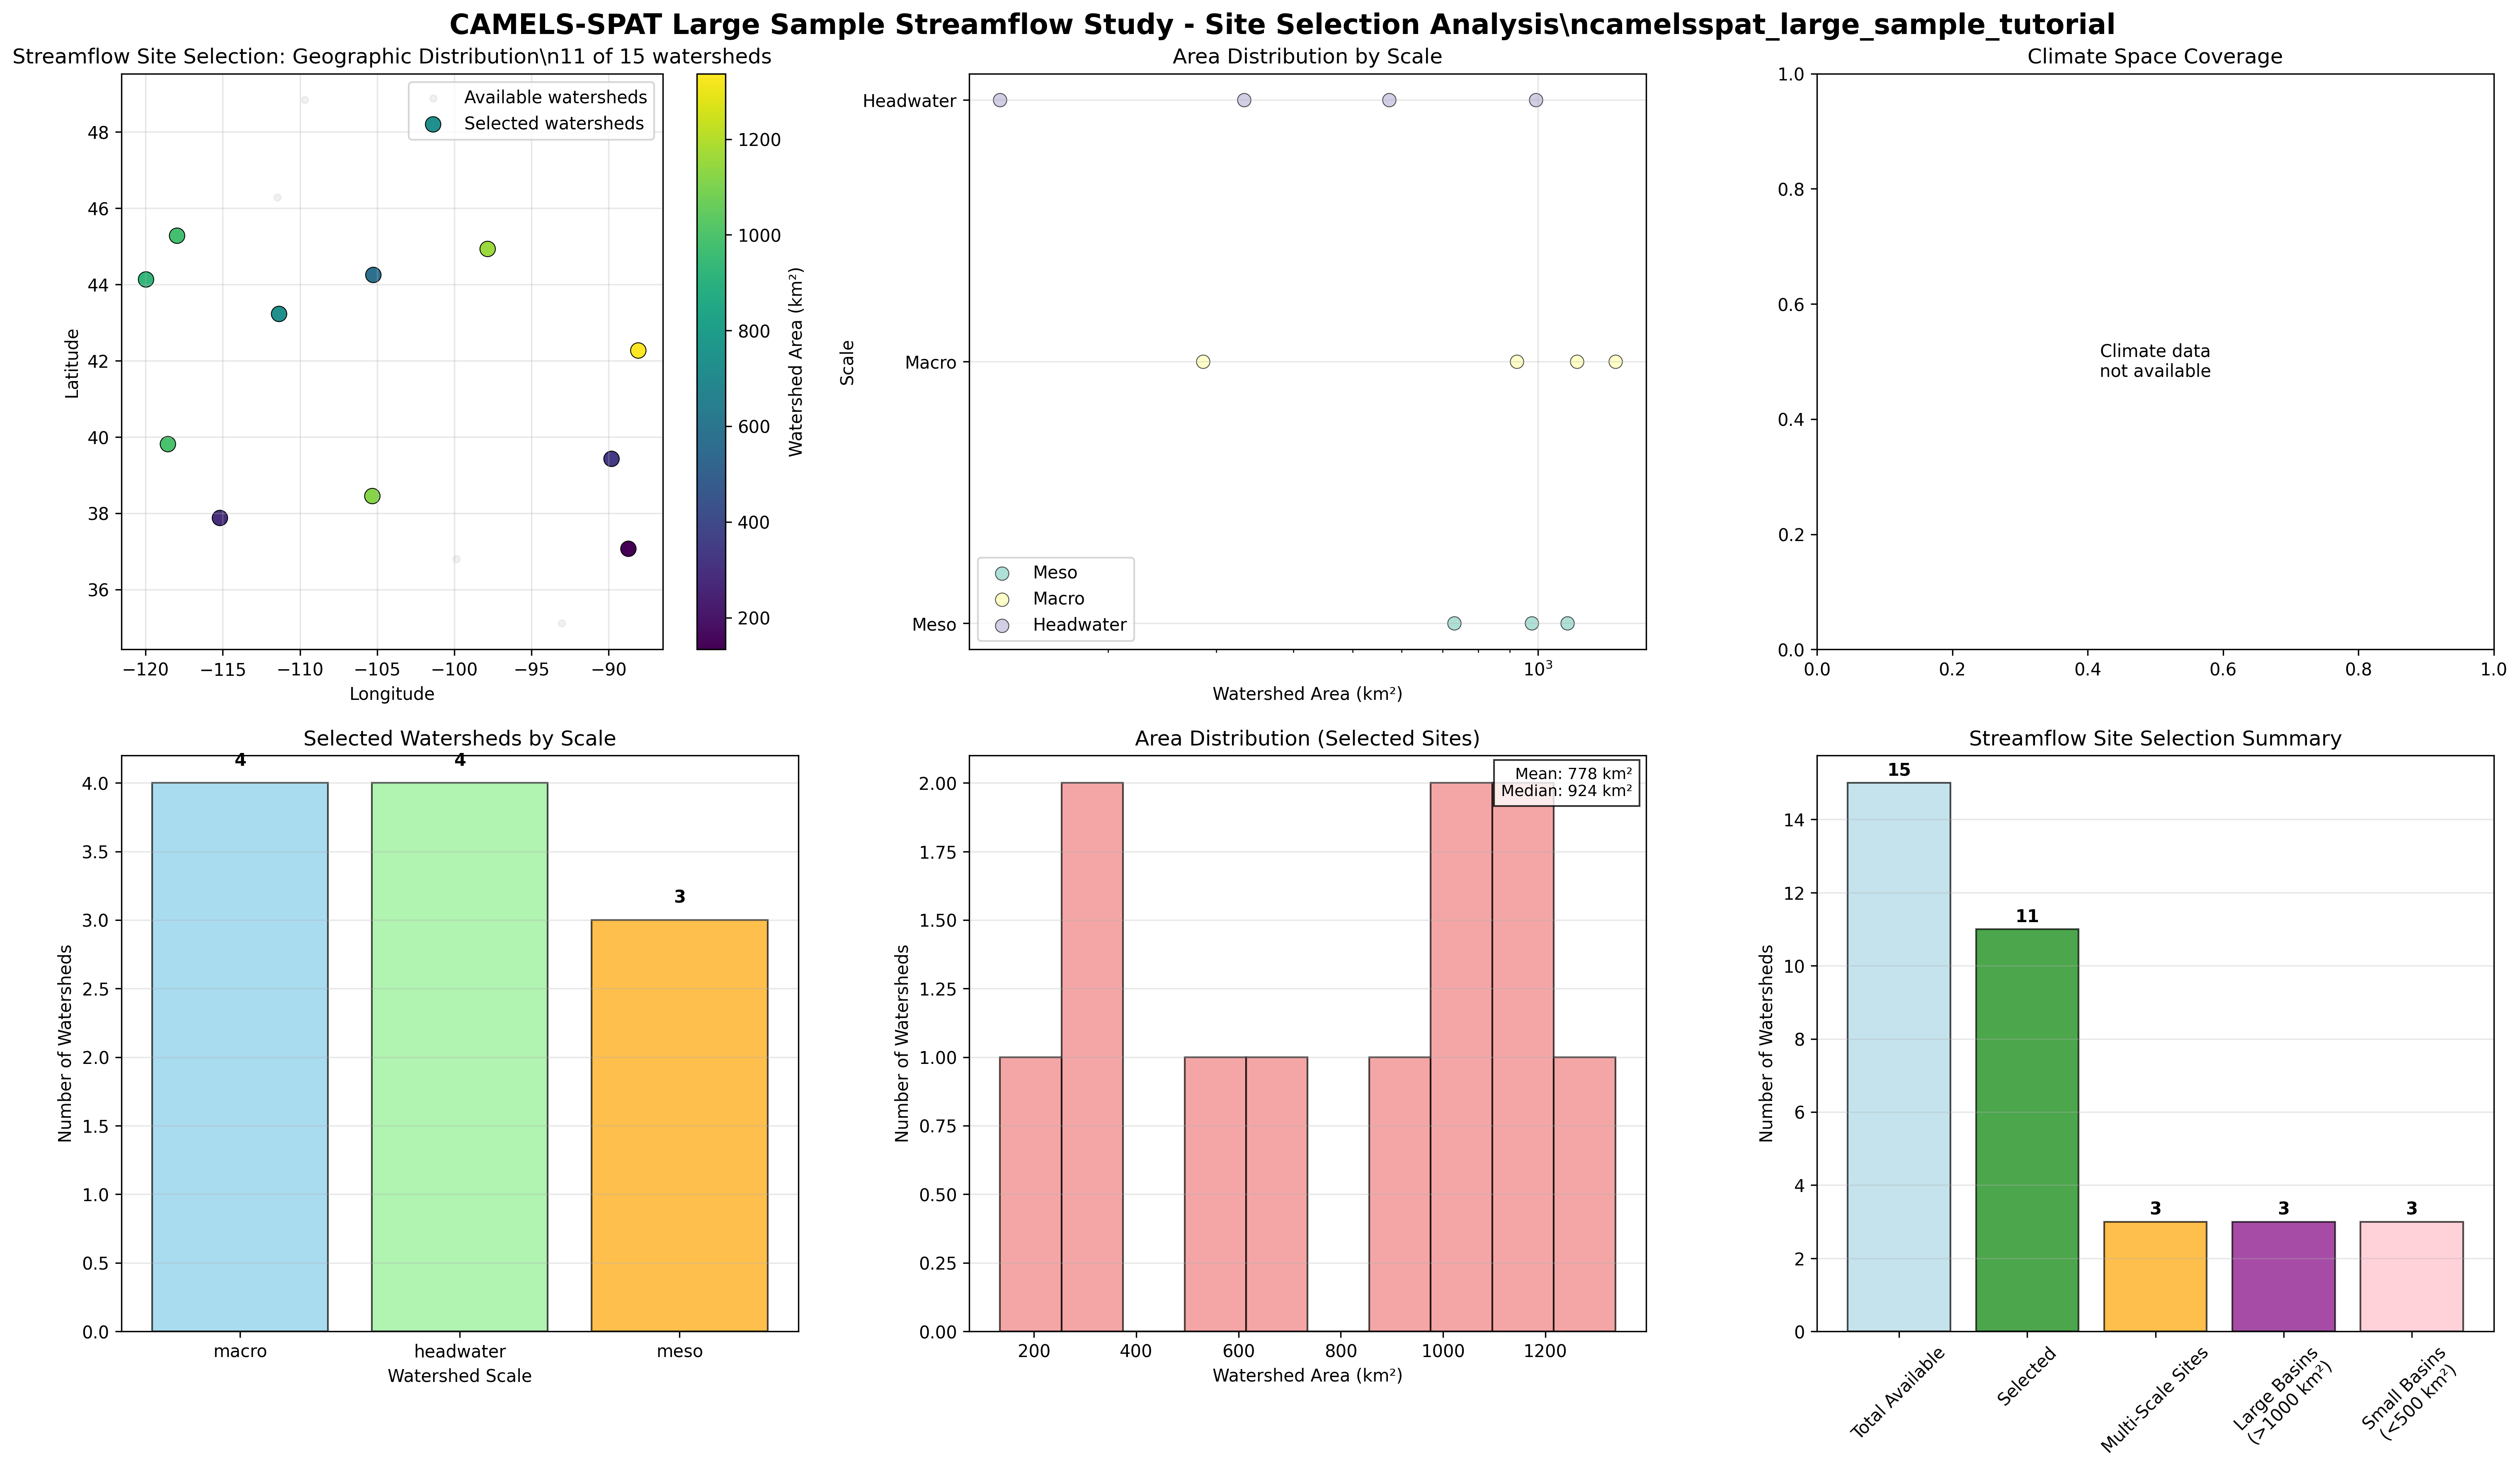 CAMELS-SPAT Large Sample Streamflow Study - Site Selection Analysis\ncamelsspat_large_sample_tutorial
Streamflow Site Selection: Geographic Distribution\n11 of 15 watersheds
Available watersheds
Selected watersheds
48
46
44
42
40
38
36
Latitude
−120
−115
−110
−105
−100
−95
−90
Longitude
1200
1000
800
600
400
200
Watershed Area (km²)
Area Distribution by Scale
Headwater
Macro
Meso
Scale
Meso
Macro
Headwater
10³
Watershed Area (km²)
Climate Space Coverage
1.0
0.8
0.6
0.4
0.2
0.0
Climate data
not available
0.0
0.2
0.4
0.6
0.8
1.0
Selected Watersheds by Scale
4
4
3
4.0
3.5
3.0
2.5
2.0
1.5
1.0
0.5
0.0
Number of Watersheds
macro
headwater
meso
Watershed Scale
Area Distribution (Selected Sites)
Mean: 778 km²
Median: 924 km²
2.00
1.75
1.50
1.25
1.00
0.75
0.50
0.25
0.00
Number of Watersheds
200
400
600
800
1000
1200
Watershed Area (km²)
Streamflow Site Selection Summary
15
11
3
3
3
14
12
10
8
6
4
2
0
Number of Watersheds
Total Available
Selected
Multi-Scale Sites
Large Basins
(>1000 km²)
Small Basins
(<500 km²)